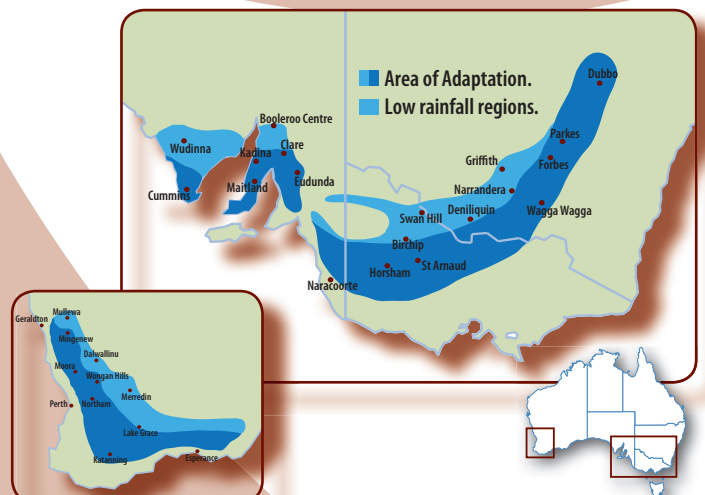 Area of Adaptation.
Low rainfall regions.
Dubbo
Booleroo Centre
Parkes
Wudinna
Clare
Kadina
Griffith
Forbes
Cummins
Maitland
Eudunda
Narrandera
Swan Hill
Deniliquin
Wagga Wagga
Birchip
Horsham
St Arnaud
Naracoorte
Mullewa
Geraldton
Mingenew
Dalwallinu
Moora
Wongan Hills
Merredin
Perth
Northam
Lake Grace
Katanning
Esperance